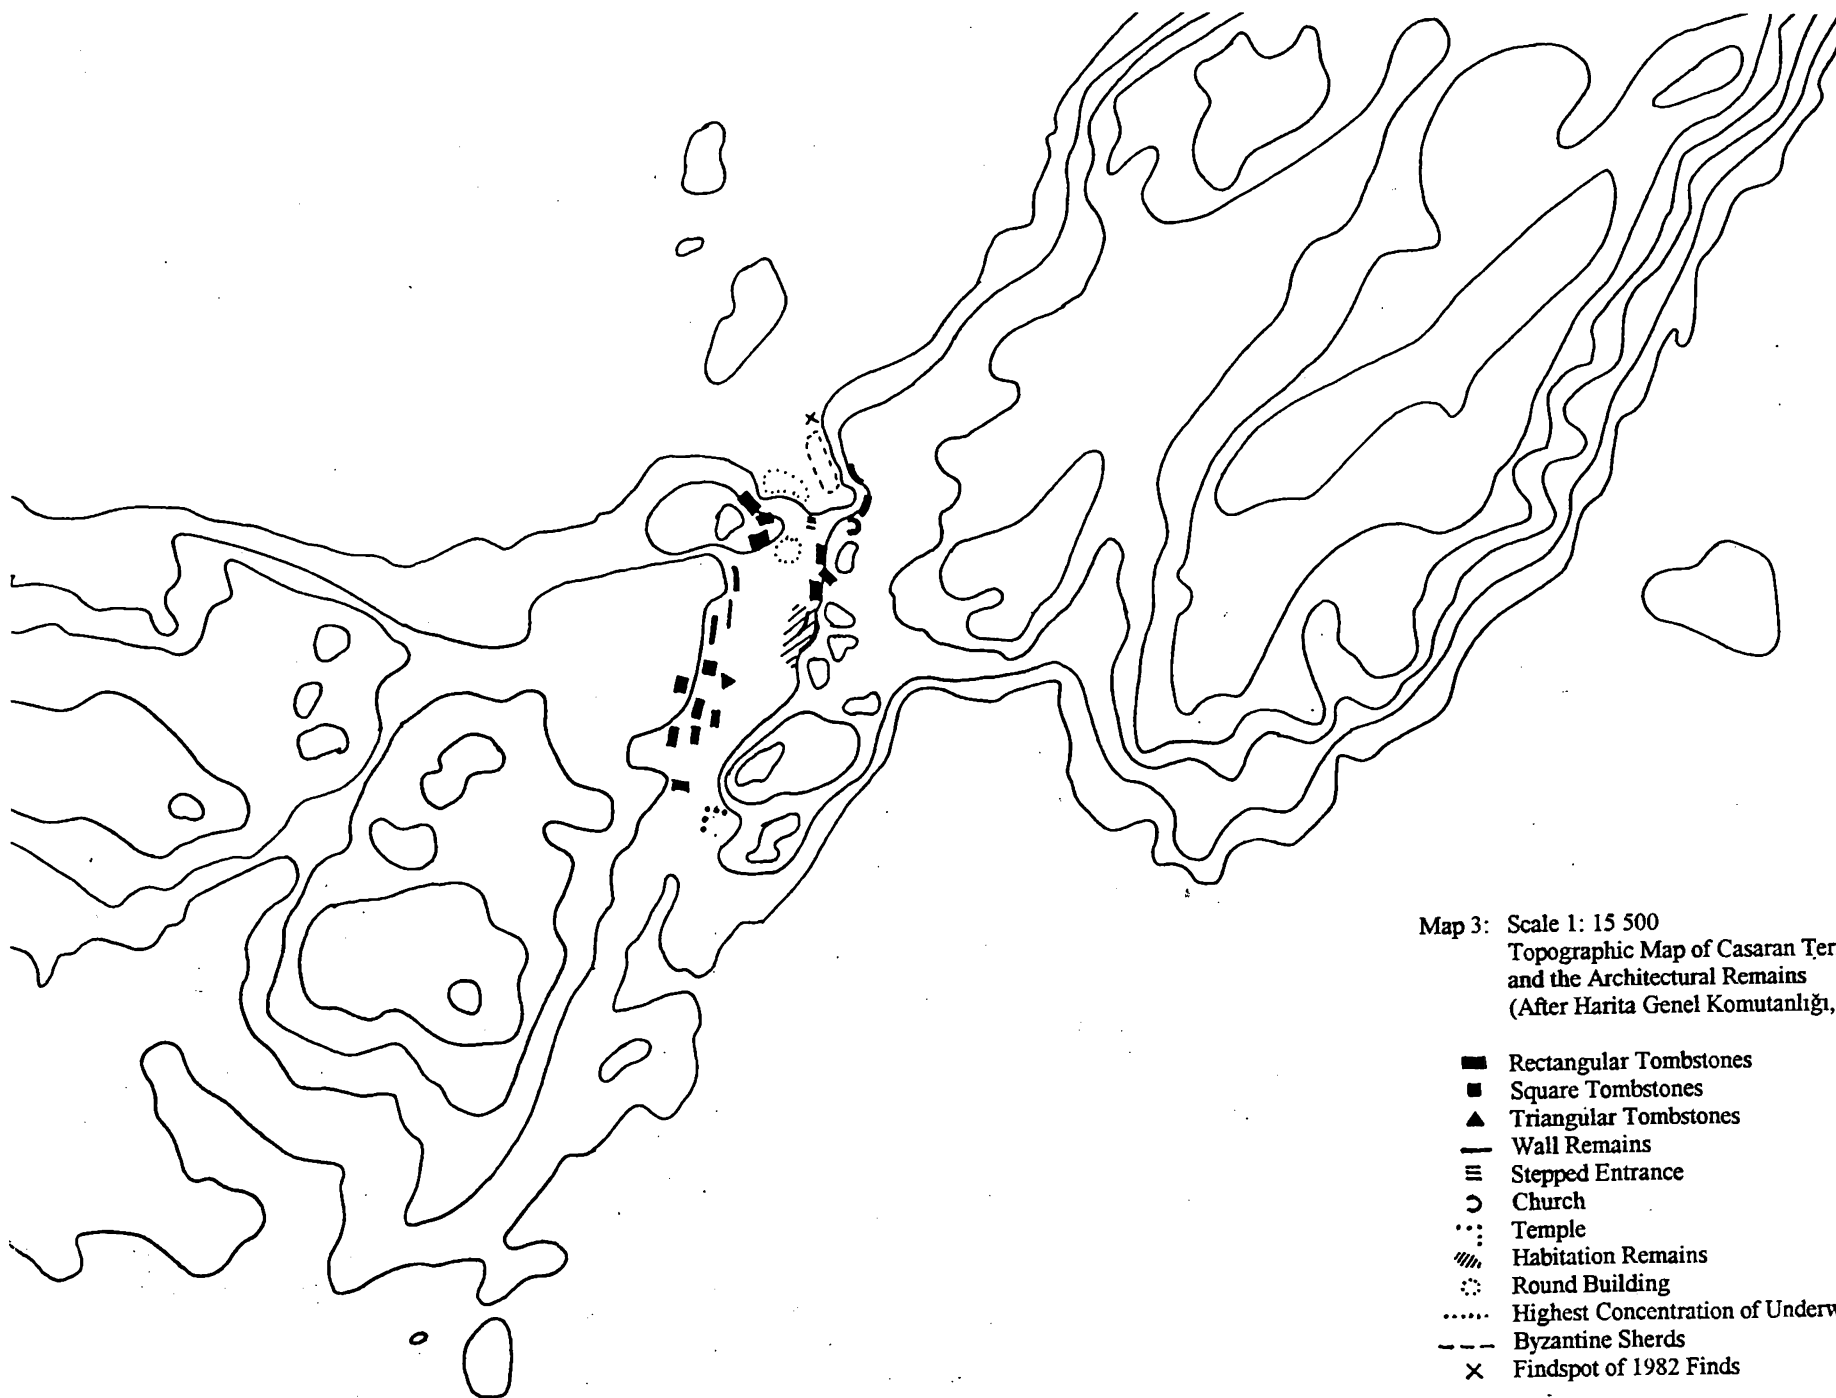 Map 3: Scale 1: 15 500
Topographic Map of Casaran
and the Architectural Remains
(After Harita Genel Komutanlığı,
Rectangular Tombstones
Square Tombstones
Triangular Tombstones
Wall Remains
Stepped Entrance
Church
Temple
Habitation Remains
Round Building
Highest Concentration of
Byzantine Sherds
Findspot of 1982 Finds